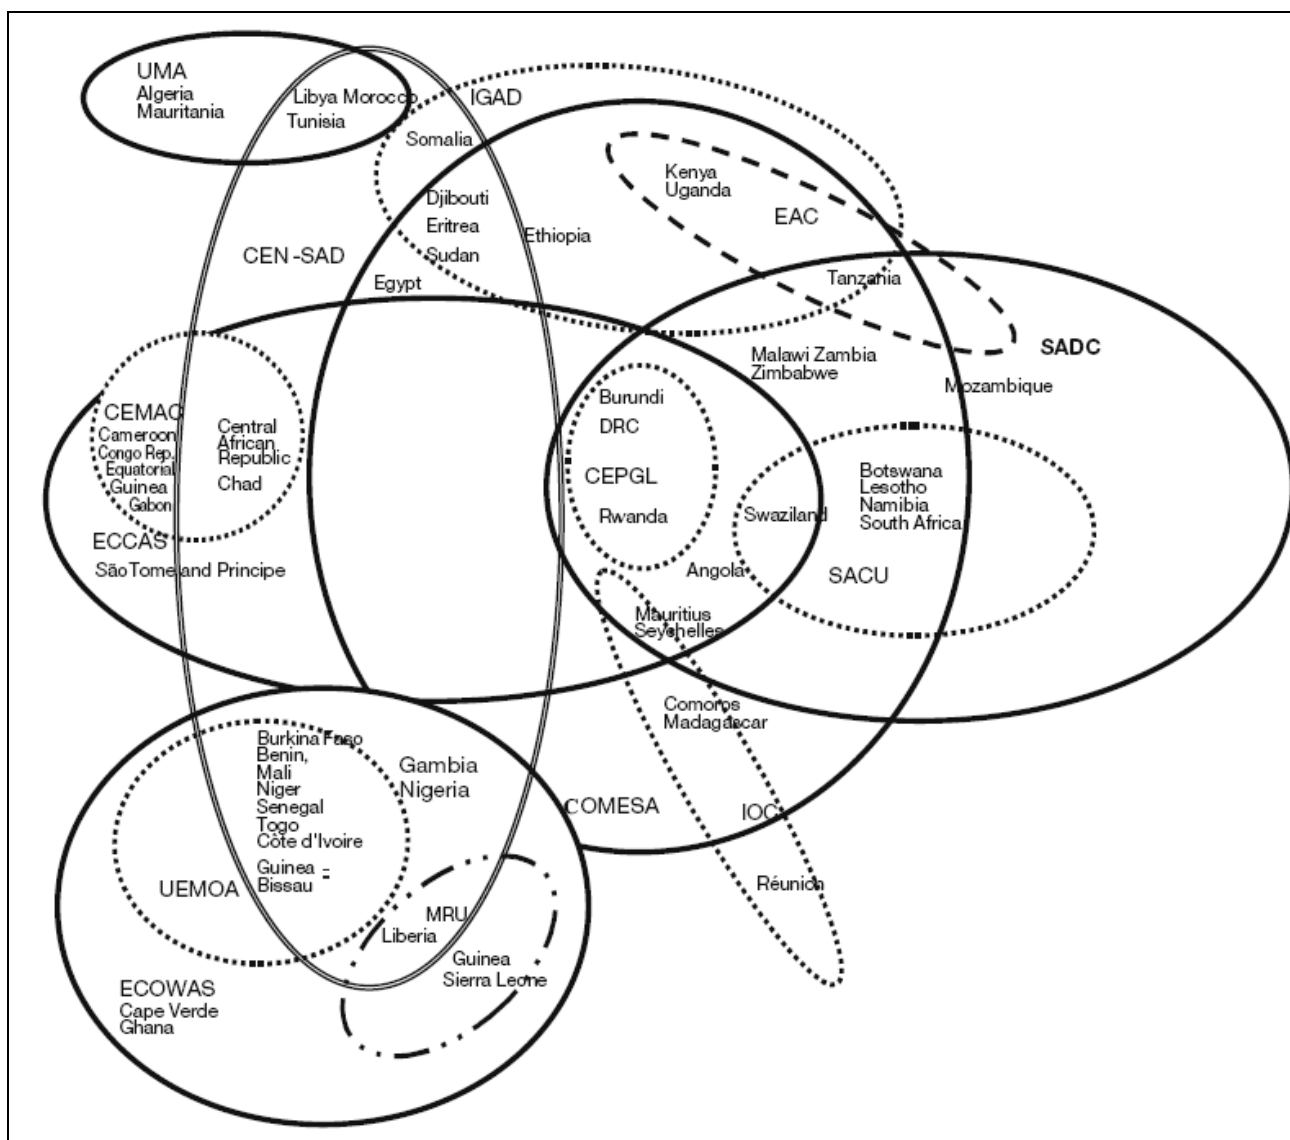 UMA
Algeria
Mauritania
Libya Morocco
Tunisia
IGAD
Somalia
Djibouti
Eritrea
Sudan
Ethiopia
Egypt
CEN-SAD
Kenya
Uganda
EAC
Tanzania
SADC
Malawi Zambia
Zimbabwe
Mozambique
CEMAC
Cameroon
Congo Rep.
Equatorial
Guinea
Gabon
Central
African
Republic
Chad
ECCAS
São Tome and Principe
Burundi
DRC
CEPGL
Rwanda
Angola
Swaziland
Botswana
Lesotho
Namibia
South Africa
SACU
Mauritius
Seychelles
Comoros
Madagascar
COMESA
IOC
Réunion
Burkina Faso
Benin,
Mali
Niger
Senegal
Togo
Côte d'Ivoire
Guinea -
Bissau -
UEMOA
Gambia
Nigeria
MRU
Liberia
Guinea
Sierra Leone
ECOWAS
Cape Verde
Ghana